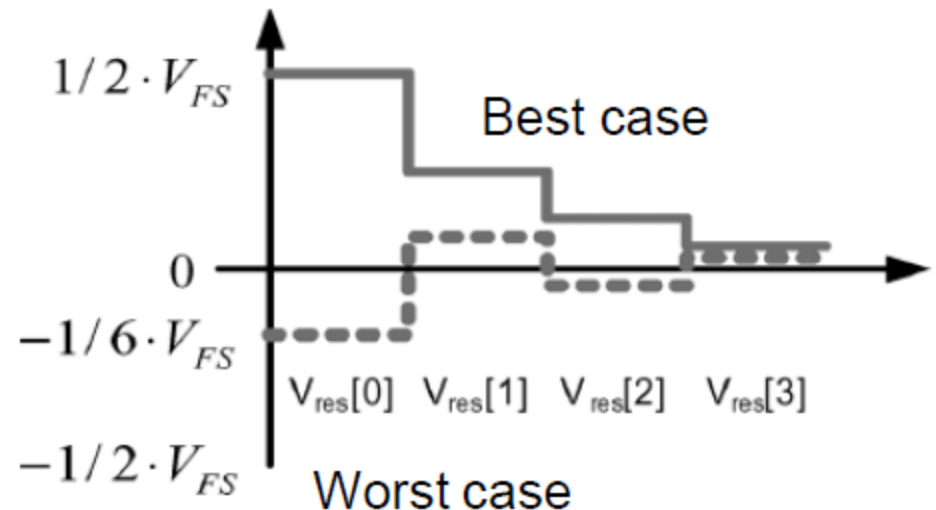 1/2·V_FS
Best case
0
−1/6·V_FS
V_res[0] V_res[1] V_res[2] V_res[3]
−1/2·V_FS
Worst case